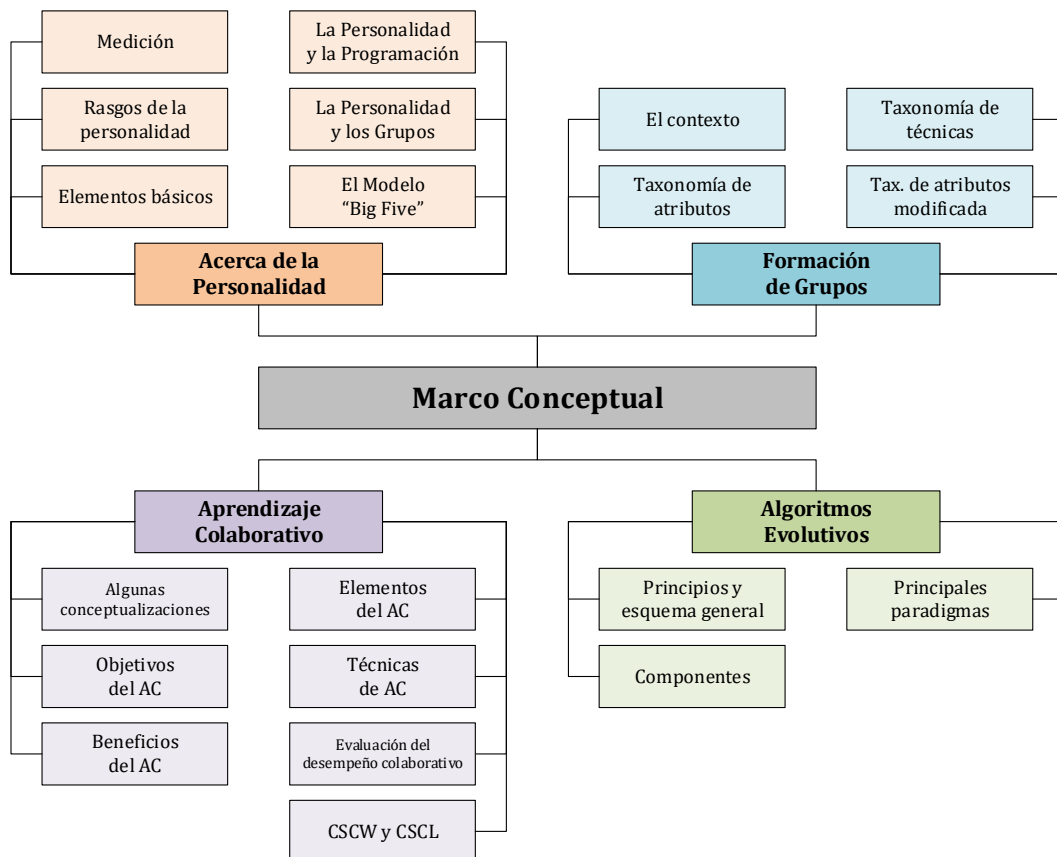 Medición
La Personalidad
y la Programación
Rasgos de la
personalidad
La Personalidad
y los Grupos
Elementos básicos
El Modelo
“Big Five”
Acerca de la
Personalidad
El contexto
Taxonomía de
técnicas
Taxonomía de
atributos
Tax. de atributos
modificada
Formación
de Grupos
Marco Conceptual
Aprendizaje
Colaborativo
Algunas
conceptualizaciones
Elementos
del AC
Objetivos
del AC
Técnicas
de AC
Beneficios
del AC
Evaluación del
desempeño colaborativo
CSCW y CSCL
Algoritmos
Evolutivos
Principios y
esquema general
Principales
paradigmas
Componentes